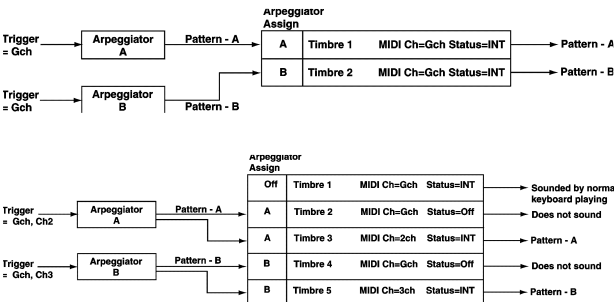 Arpeggiator
Assign
Trigger
= Gch
Arpeggiator
A
Pattern - A
A
Timbre 1
MIDI Ch=Gch Status=INT
Pattern - A
B
Timbre 2
MIDI Ch=Gch Status=INT
Pattern - B
Trigger
= Gch
Arpeggiator
B
Pattern - B
Arpeggiator
Assign
Off
Timbre 1
MIDI Ch=Gch
Status=INT
Sounded by norma
keyboard playing
Trigger
= Gch, Ch2
Arpeggiator
A
Pattern - A
A
Timbre 2
MIDI Ch=Gch
Status=Off
Does not sound
A
Timbre 3
MIDI Ch=2ch
Status=INT
Pattern - A
Trigger
= Gch, Ch3
Arpeggiator
B
Pattern - B
B
Timbre 4
MIDI Ch=Gch
Status=Off
Does not sound
B
Timbre 5
MIDI Ch=3ch
Status=INT
Pattern - B